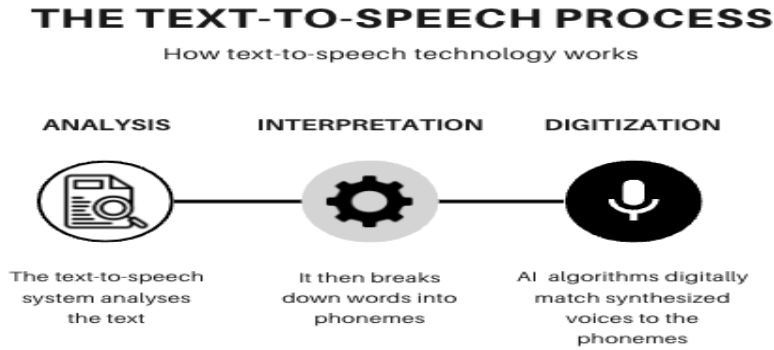 THE TEXT-TO-SPEECH PROCESS
How text-to-speech technology works
ANALYSIS
The text-to-speech
system analyses
the text
INTERPRETATION
It then breaks
down words into
phonemes
DIGITIZATION
AI algorithms digitally
match synthesized
voices to the
phonemes